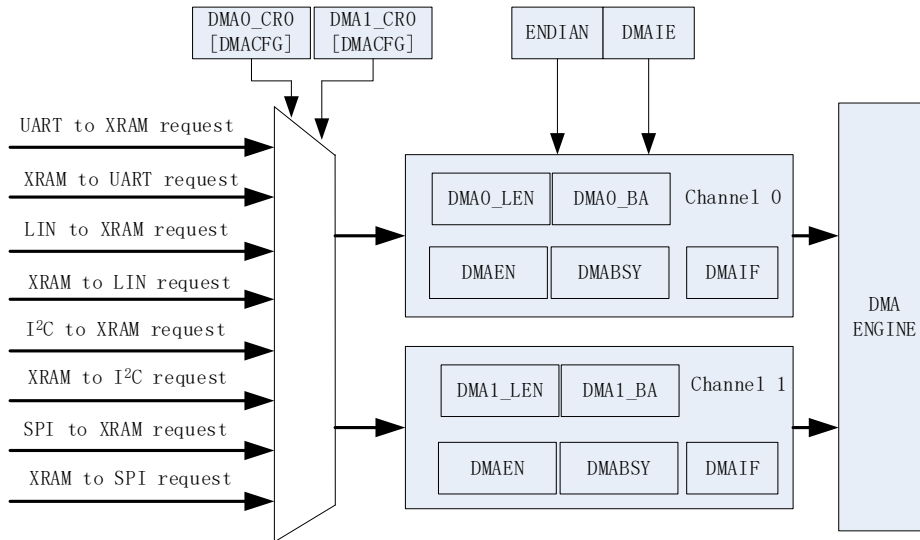 DMA0_CR0
[DMACFG]
DMA1_CR0
[DMACFG]
ENDIAN
DMAIE
UART to XRAM request
XRAM to UART request
LIN to XRAM request
XRAM to LIN request
I²C to XRAM request
XRAM to I²C request
SPI to XRAM request
XRAM to SPI request
DMA0_LEN
DMA0_BA
Channel 0
DMAEN
DMABSY
DMAIF
DMA1_LEN
DMA1_BA
Channel 1
DMAEN
DMABSY
DMAIF
DMA
ENGINE